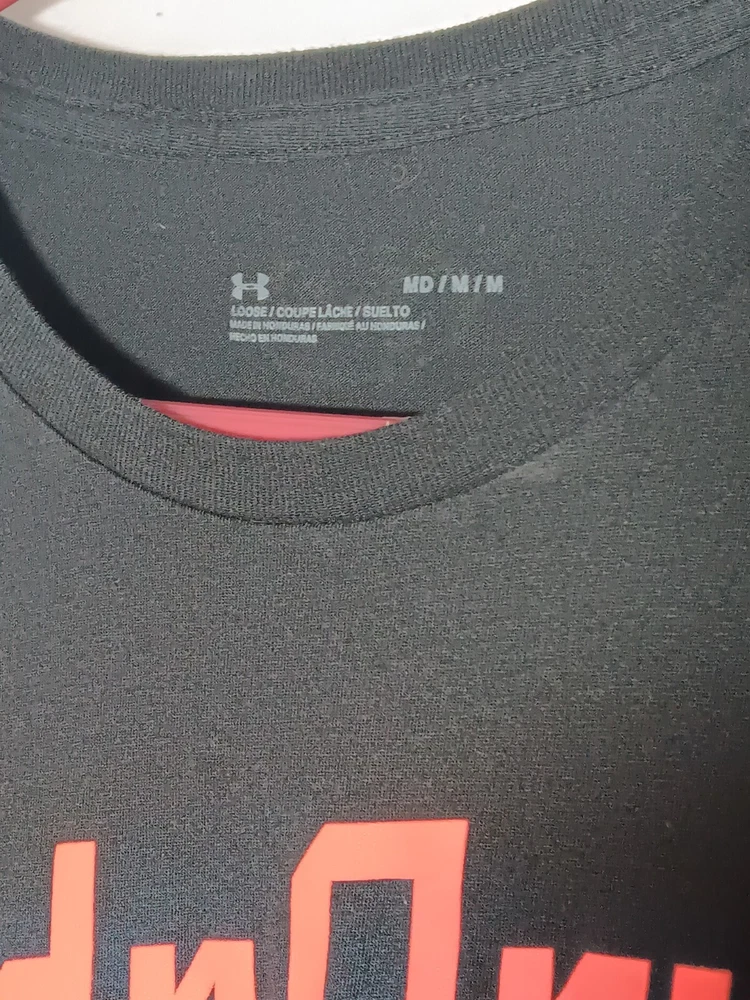 MD / M / M
LOOSE / COUPE LÂCHE / SUELTO
MADE IN HONDURAS / FABRIQUÉ AU HONDURAS /
HECHO EN HONDURAS